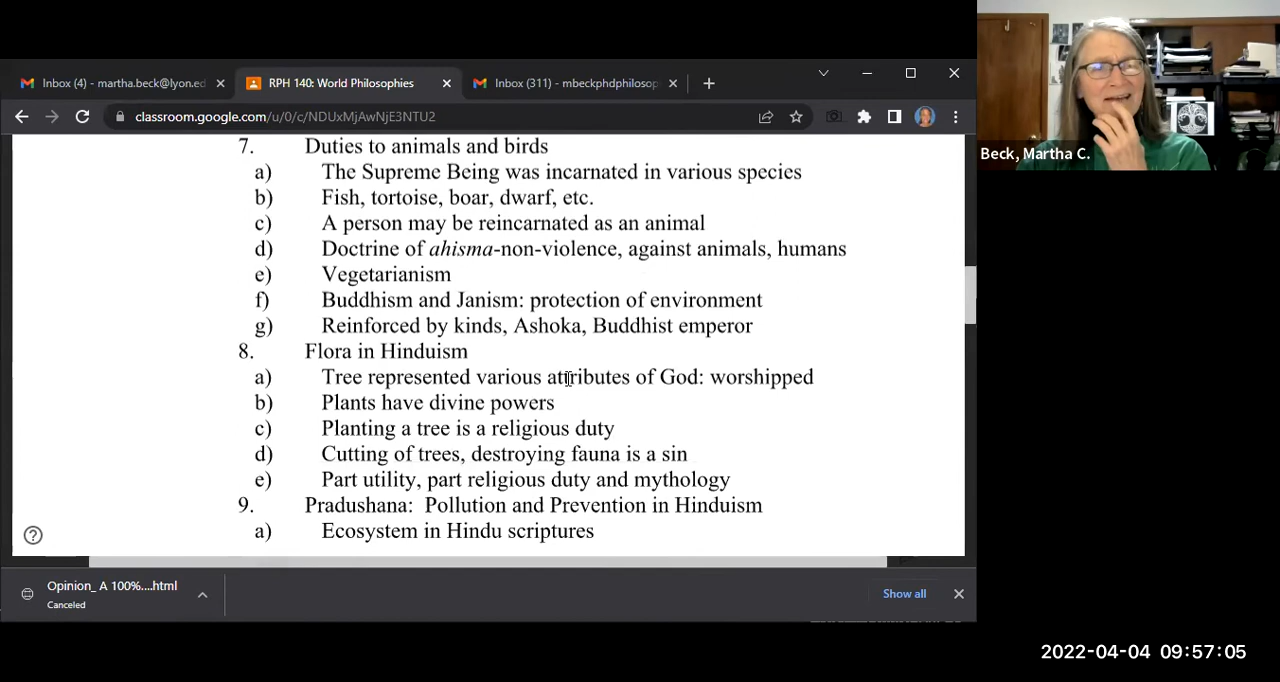 Inbox (4) - martha.beck@lyon.ed
RPH 140: World Philosophies
Inbox (311) - mbeckphdphilosop
classroom.google.com/u/0/c/NDUxMjAwNjE3NTU2
7. Duties to animals and birds
a) The Supreme Being was incarnated in various species
b) Fish, tortoise, boar, dwarf, etc.
c) A person may be reincarnated as an animal
d) Doctrine of ahisma-non-violence, against animals, humans
e) Vegetarianism
f) Buddhism and Janism: protection of environment
g) Reinforced by kinds, Ashoka, Buddhist emperor
8. Flora in Hinduism
a) Tree represented various attributes of God: worshipped
b) Plants have divine powers
c) Planting a tree is a religious duty
d) Cutting of trees, destroying fauna is a sin
e) Part utility, part religious duty and mythology
9. Pradushana: Pollution and Prevention in Hinduism
a) Ecosystem in Hindu scriptures
Opinion_ A 100%....html
Canceled
Show all
Beck, Martha C.
2022-04-04 09:57:05